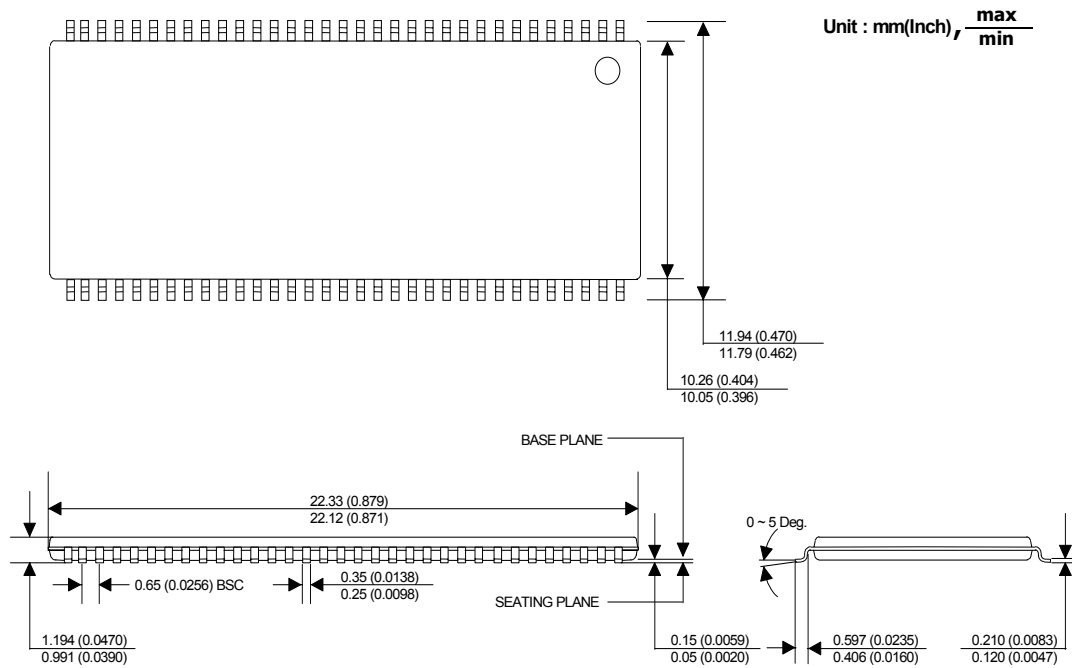 Unit : mm(Inch) , max
min
11.94 (0.470)
11.79 (0.462)
10.26 (0.404)
10.05 (0.396)
BASE PLANE
22.33 (0.879)
22.12 (0.871)
0 ~ 5 Deg.
0.65 (0.0256) BSC
0.35 (0.0138)
0.25 (0.0098)
SEATING PLANE
1.194 (0.0470)
0.991 (0.0390)
0.15 (0.0059)
0.05 (0.0020)
0.597 (0.0235)
0.406 (0.0160)
0.210 (0.0083)
0.120 (0.0047)